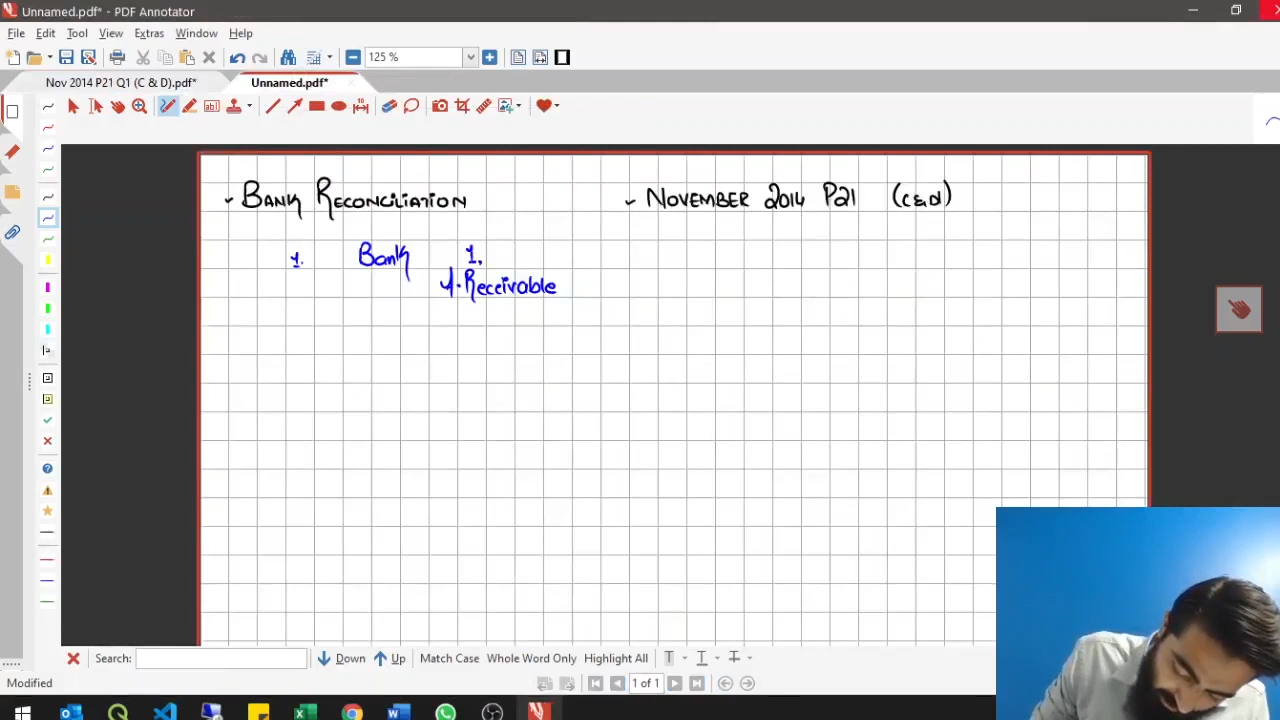 Unnamed.pdf* - PDF Annotator
File Edit Tool View Extras Window Help
125 %
Nov 2014 P21 Q1 (C & D).pdf* Unnamed.pdf*
- BANK RECONCILIATION - NOVEMBER 2014 P21 (c&d)
1. Bank 1.
A.Receivable
Search: Down Up Match Case Whole Word Only Highlight All
Modified 1 of 1